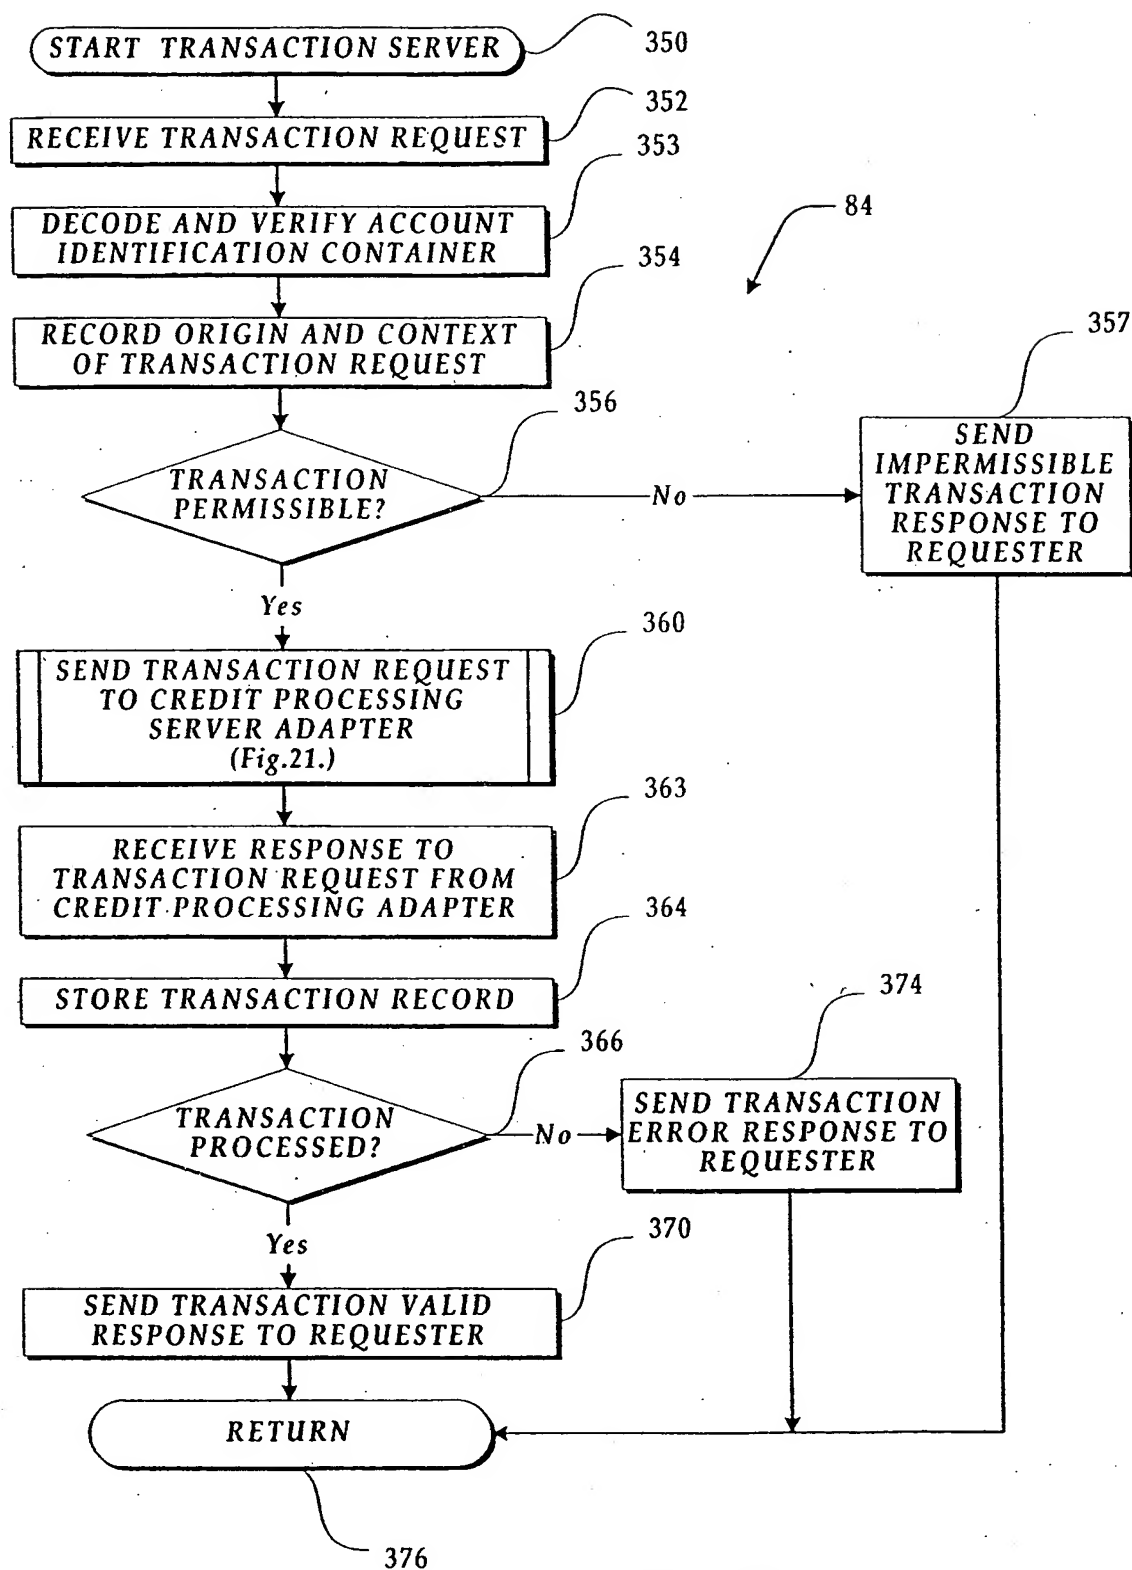 START TRANSACTION SERVER
350
352
RECEIVE TRANSACTION REQUEST
353
DECODE AND VERIFY ACCOUNT
IDENTIFICATION CONTAINER
84
354
RECORD ORIGIN AND CONTEXT
OF TRANSACTION REQUEST
357
356
TRANSACTION
PERMISSIBLE?
No
SEND
IMPERMISSIBLE
TRANSACTION
RESPONSE TO
REQUESTER
Yes
360
SEND TRANSACTION REQUEST
TO CREDIT PROCESSING
SERVER ADAPTER
(Fig.21.)
363
RECEIVE RESPONSE TO
TRANSACTION REQUEST FROM
CREDIT PROCESSING ADAPTER
364
STORE TRANSACTION RECORD
374
366
TRANSACTION
PROCESSED?
No
SEND TRANSACTION
ERROR RESPONSE TO
REQUESTER
Yes
370
SEND TRANSACTION VALID
RESPONSE TO REQUESTER
RETURN
376